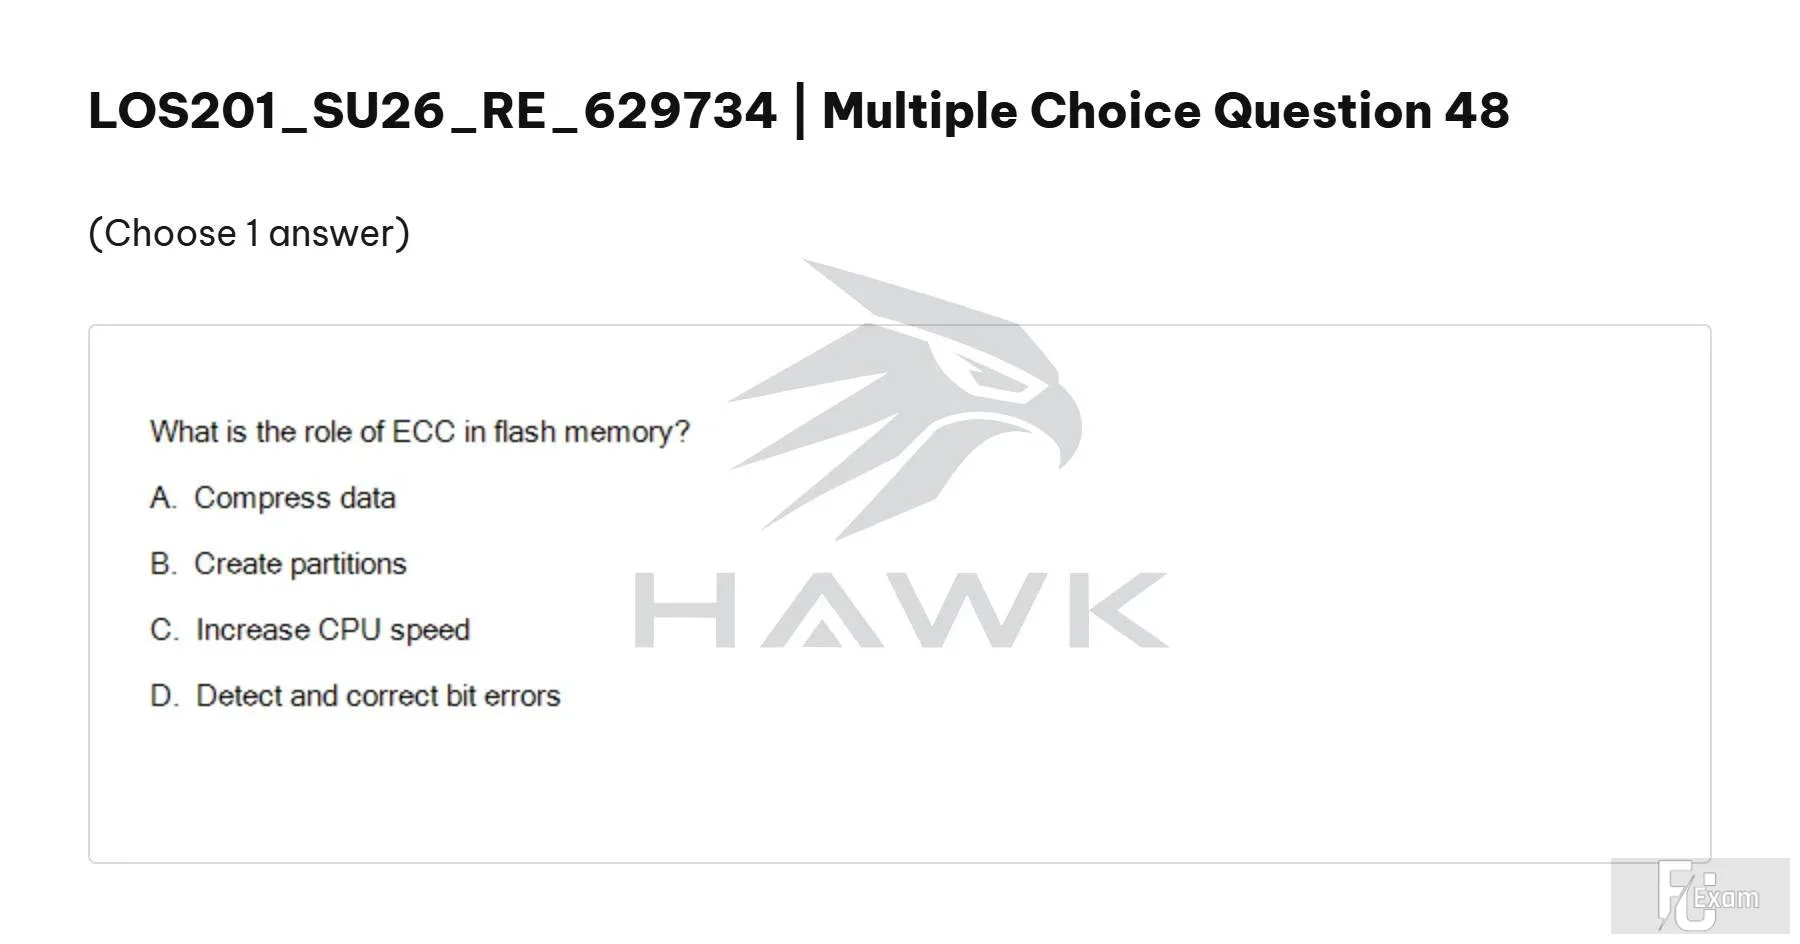 LOS201_SU26_RE_629734 | Multiple Choice Question 48
(Choose 1 answer)
What is the role of ECC in flash memory?
A. Compress data
B. Create partitions
C. Increase CPU speed
D. Detect and correct bit errors
HAWK
FU Exam